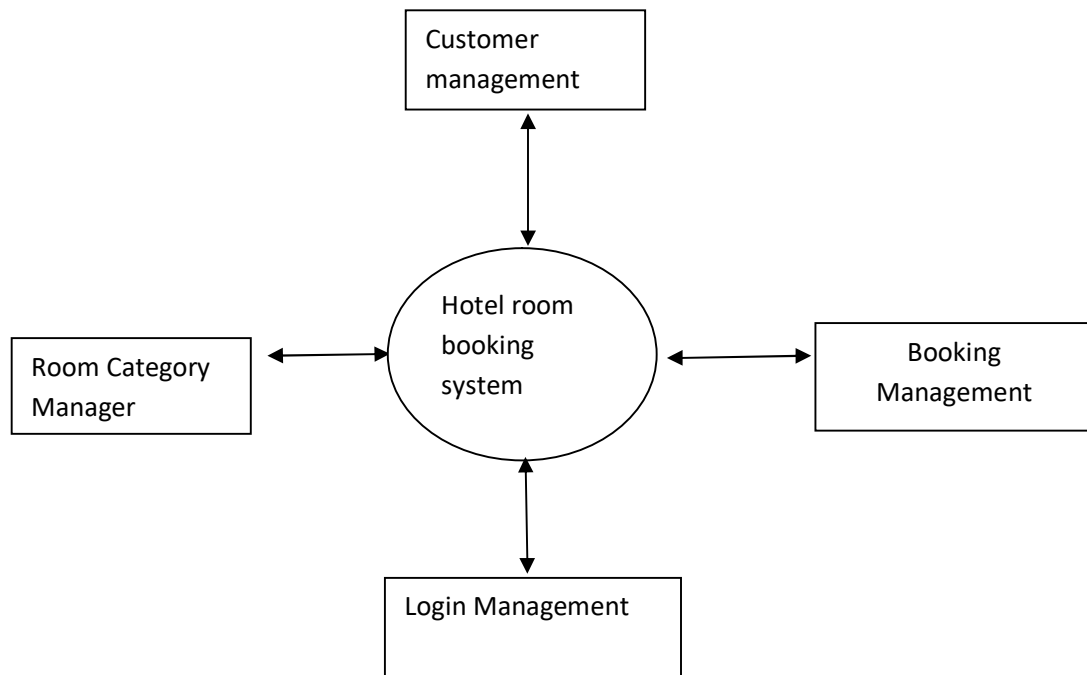 Customer
management
Hotel room
booking
system
Room Category
Manager
Booking
Management
Login Management